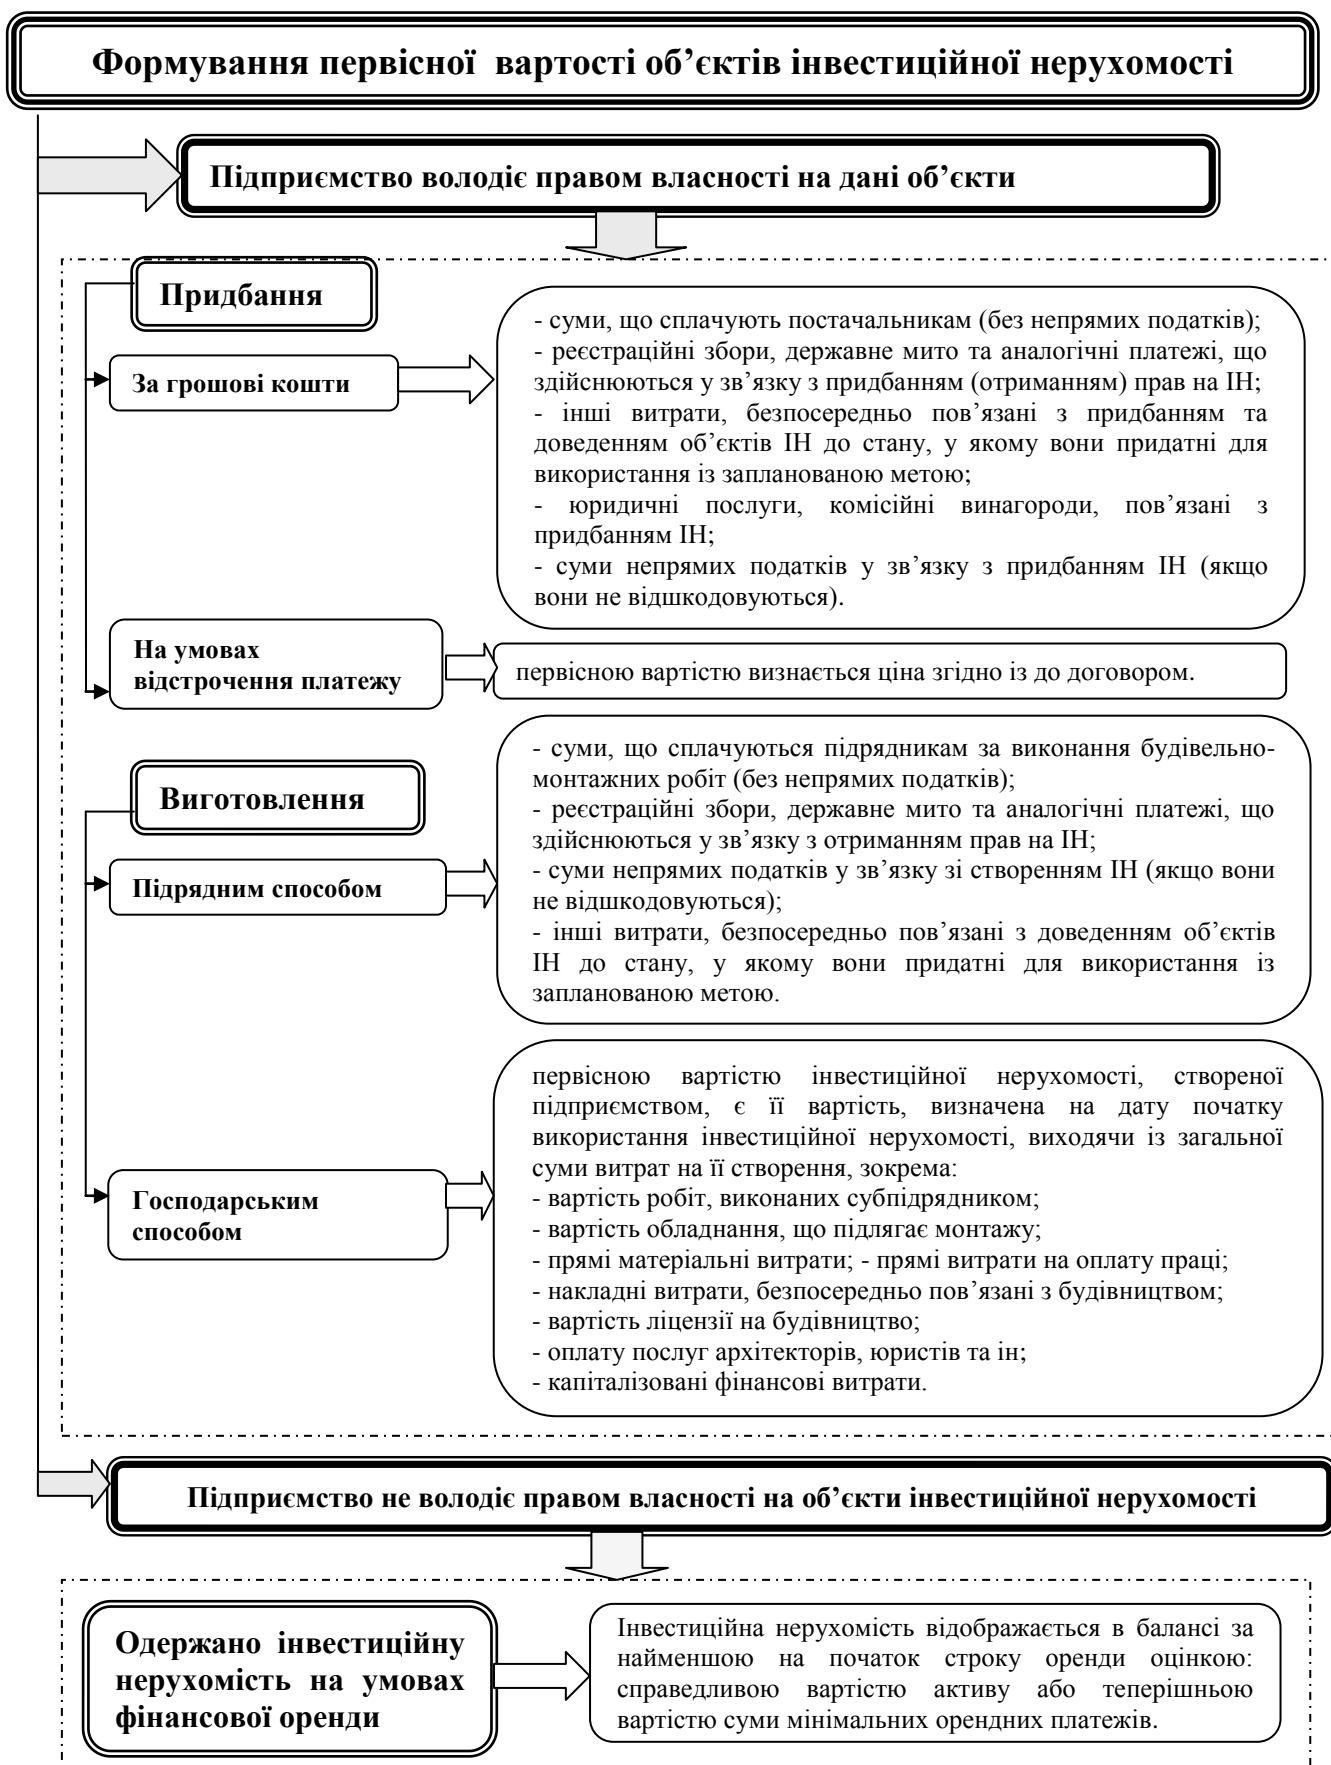 Формування первісної вартості об’єктів інвестиційної нерухомості
Підприємство володіє правом власності на дані об’єкти
Придбання
За грошові кошти
- суми, що сплачують постачальникам (без непрямих податків);
- реєстраційні збори, державне мито та аналогічні платежі, що
здійснюються у зв’язку з придбанням (отриманням) прав на ІН;
- інші витрати, безпосередньо пов’язані з придбанням та
доведенням об’єктів ІН до стану, у якому вони придатні для
використання із запланованою метою;
- юридичні послуги, комісійні винагороди, пов’язані з
придбанням ІН;
- суми непрямих податків у зв’язку з придбанням ІН (якщо
вони не відшкодовуються).
На умовах
відстрочення платежу
первісною вартістю визнається ціна згідно із до договором.
Виготовлення
Підрядним способом
- суми, що сплачуються підрядникам за виконання будівельно-
монтажних робіт (без непрямих податків);
- реєстраційні збори, державне мито та аналогічні платежі, що
здійснюються у зв’язку з отриманням прав на ІН;
- суми непрямих податків у зв’язку зі створенням ІН (якщо вони
не відшкодовуються);
- інші витрати, безпосередньо пов’язані з доведенням об’єктів
ІН до стану, у якому вони придатні для використання із
запланованою метою.
Господарським
способом
первісною вартістю інвестиційної нерухомості, створеної
підприємством, є її вартість, визначена на дату початку
використання інвестиційної нерухомості, виходячи із загальної
суми витрат на її створення, зокрема:
- вартість робіт, виконаних субпідрядником;
- вартість обладнання, що підлягає монтажу;
- прямі матеріальні витрати; - прямі витрати на оплату праці;
- накладні витрати, безпосередньо пов’язані з будівництвом;
- вартість ліцензії на будівництво;
- оплату послуг архітекторів, юристів та ін;
- капіталізовані фінансові витрати.
Підприємство не володіє правом власності на об’єкти інвестиційної нерухомості
Одержано інвестиційну
нерухомість на умовах
фінансової оренди
Інвестиційна нерухомість відображається в балансі за
найменшою на початок строку оренди оцінкою:
справедливою вартістю активу або теперішньою
вартістю суми мінімальних орендних платежів.